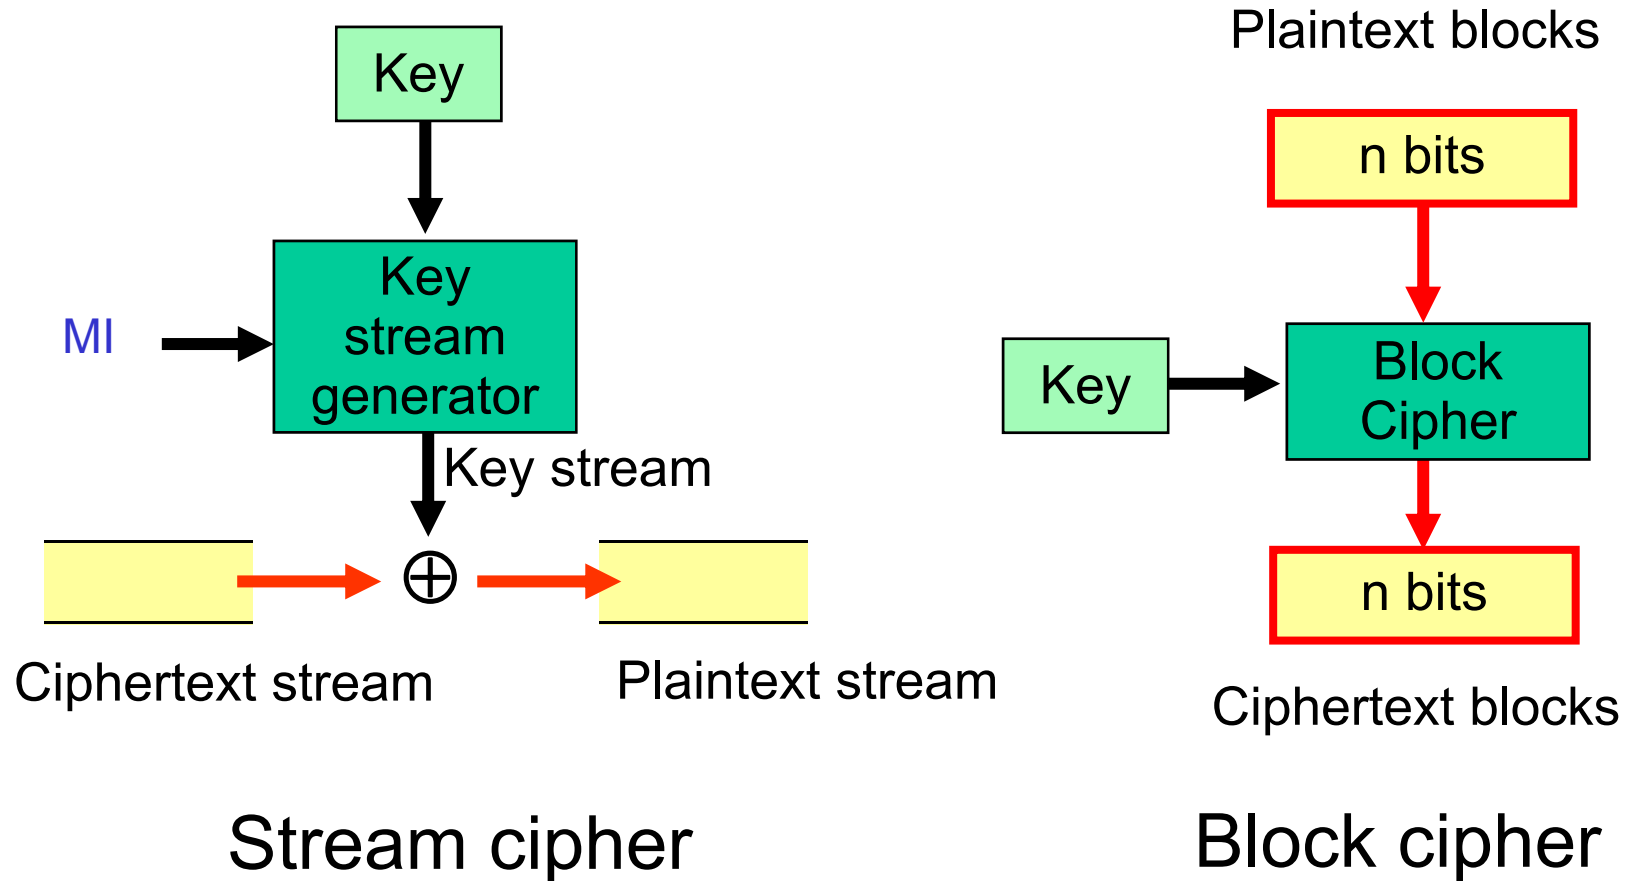 Key
Key
stream
generator
MI
Key stream
Ciphertext stream
Plaintext stream
Stream cipher
Plaintext blocks
n bits
Key
Block
Cipher
n bits
Ciphertext blocks
Block cipher